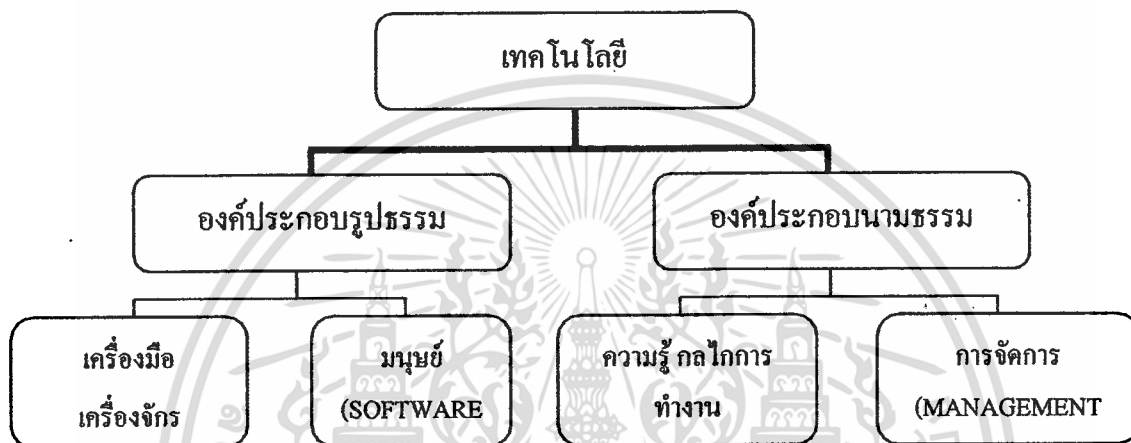 เทคโนโลยี
องค์ประกอบรูปธรรม
องค์ประกอบนามธรรม
เครื่องมือ
เครื่องจักร
มนุษย์
(SOFTWARE
ความรู้ กลไกการ
ทำงาน
การจัดการ
(MANAGEMENT